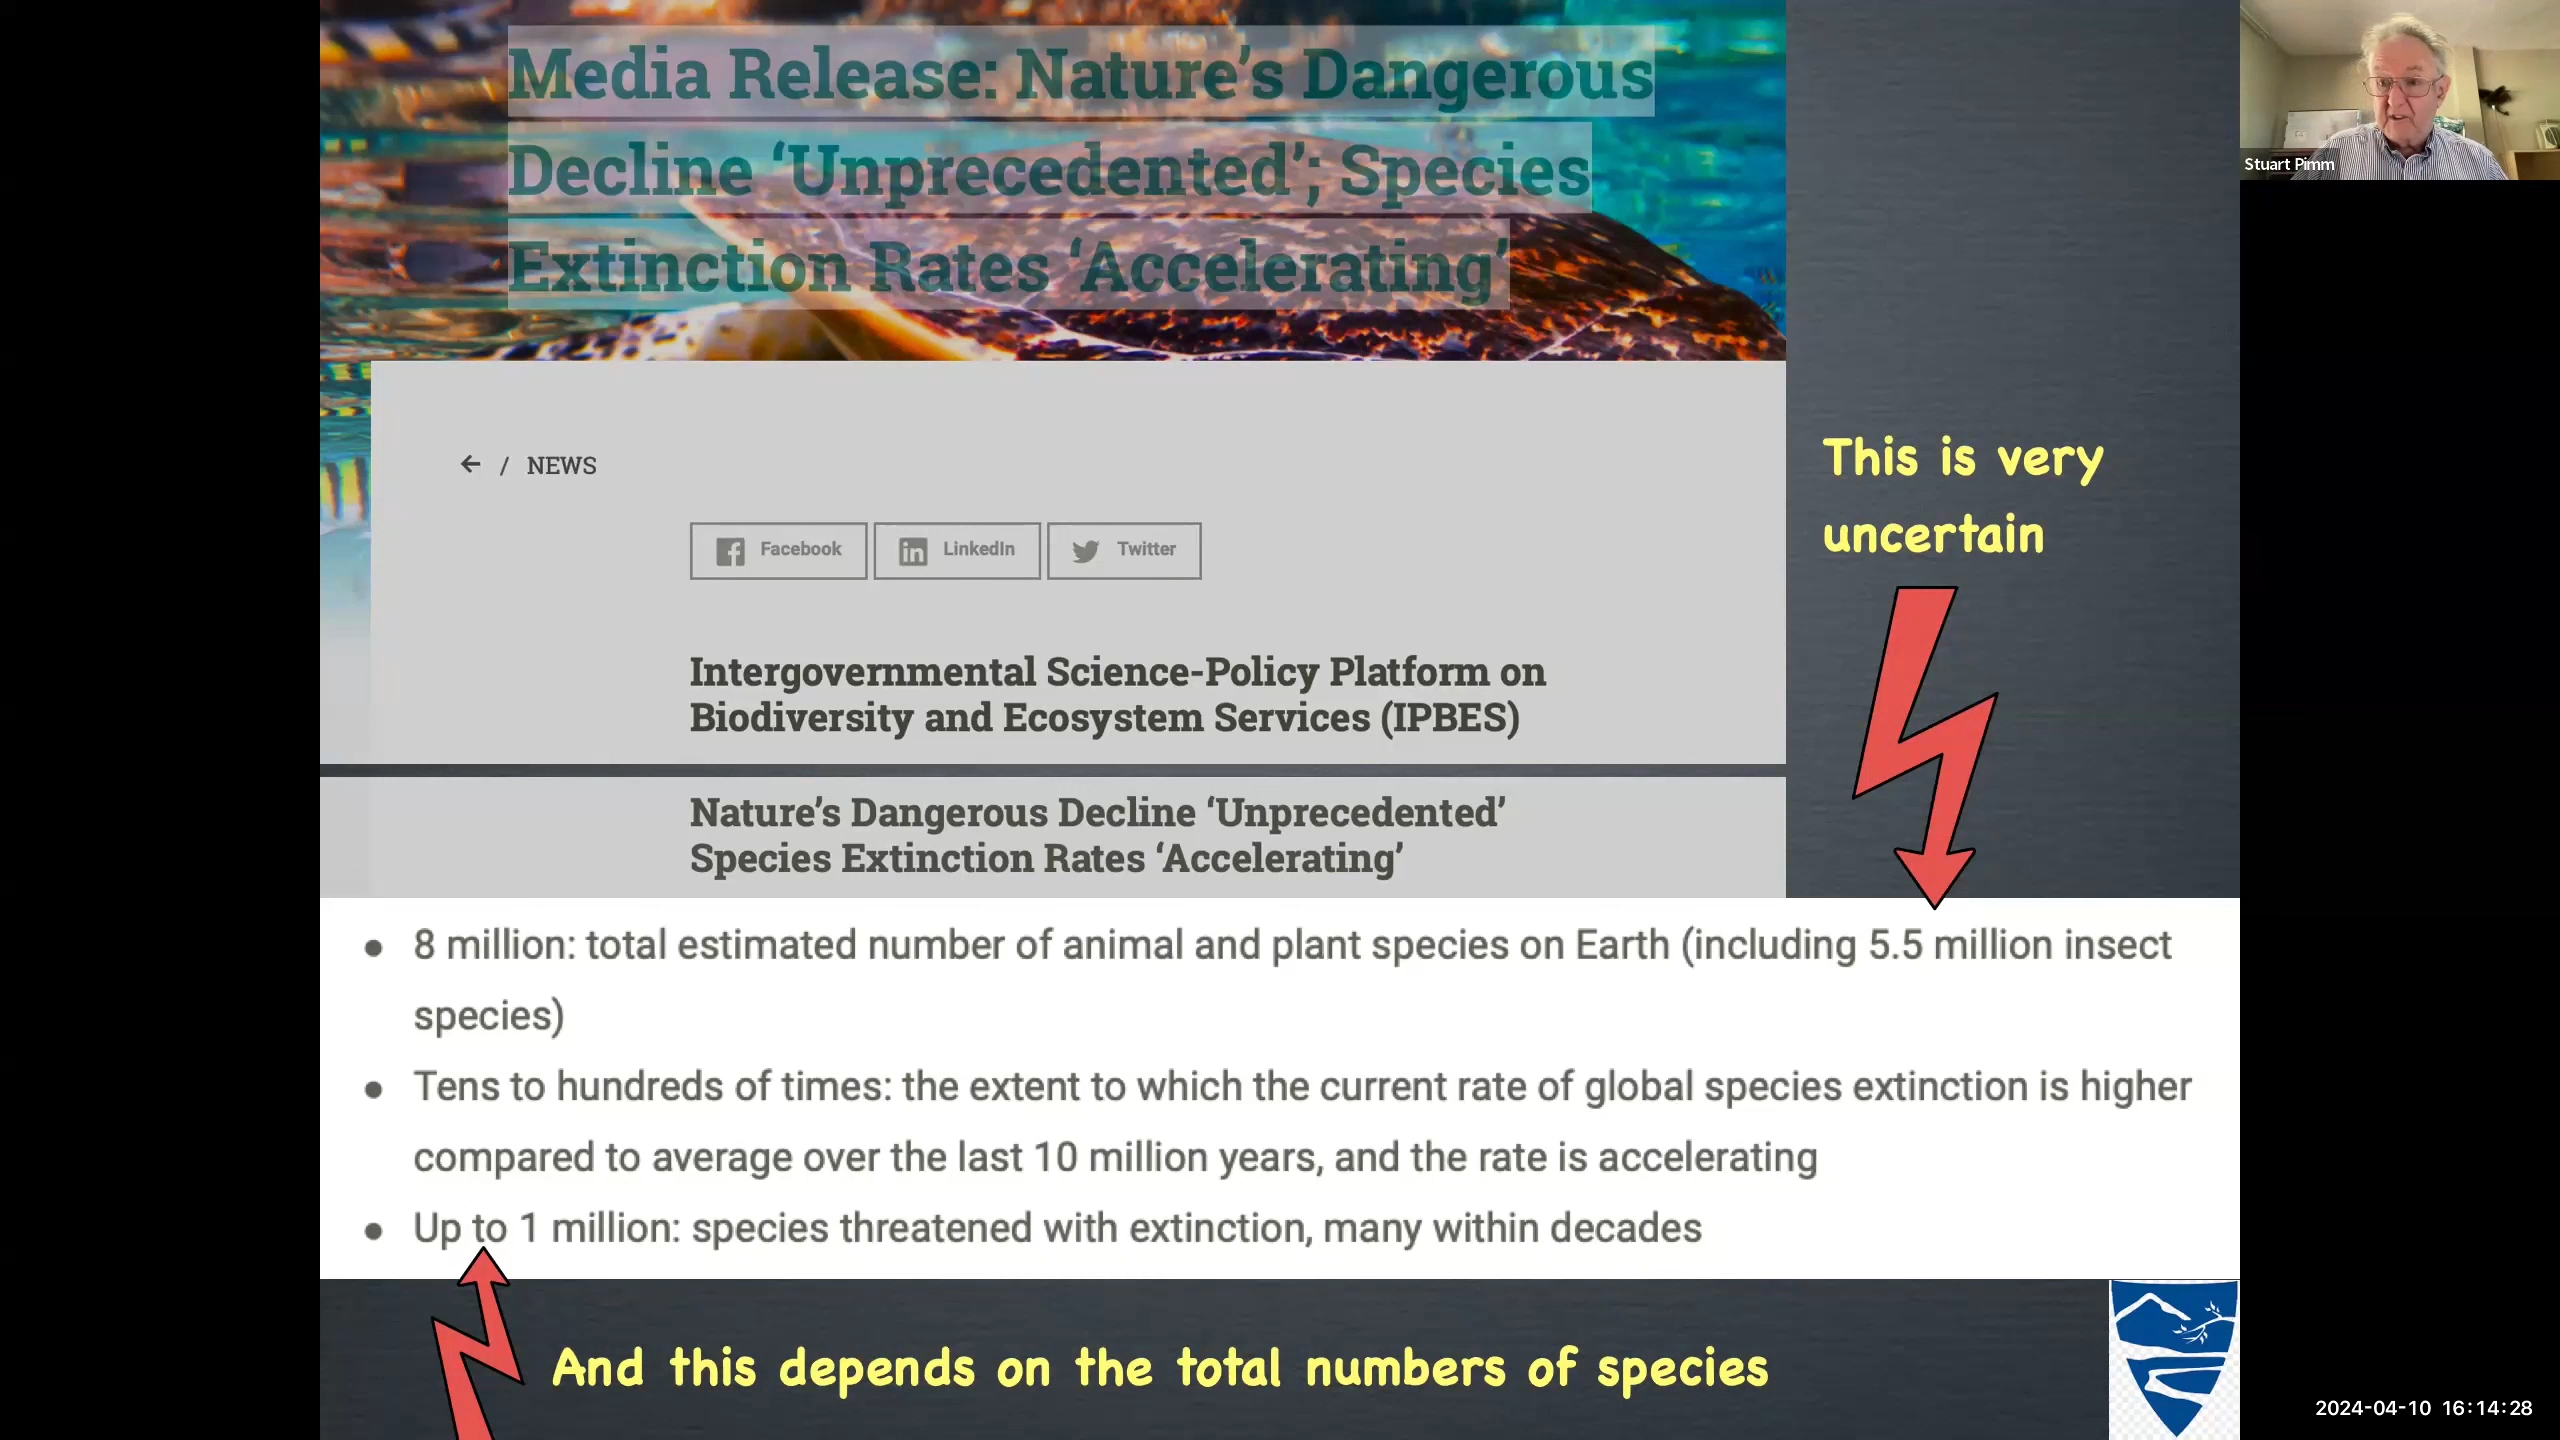 Media Release: Nature’s Dangerous
Decline ‘Unprecedented’; Species
Extinction Rates ‘Accelerating’
Stuart Pimm
← / NEWS
This is very
uncertain
Facebook
LinkedIn
Twitter
Intergovernmental Science-Policy Platform on
Biodiversity and Ecosystem Services (IPBES)
Nature’s Dangerous Decline ‘Unprecedented’
Species Extinction Rates ‘Accelerating’
● 8 million: total estimated number of animal and plant species on Earth (including 5.5 million insect
species)
● Tens to hundreds of times: the extent to which the current rate of global species extinction is higher
compared to average over the last 10 million years, and the rate is accelerating
● Up to 1 million: species threatened with extinction, many within decades
And this depends on the total numbers of species
2024-04-10 16:14:28